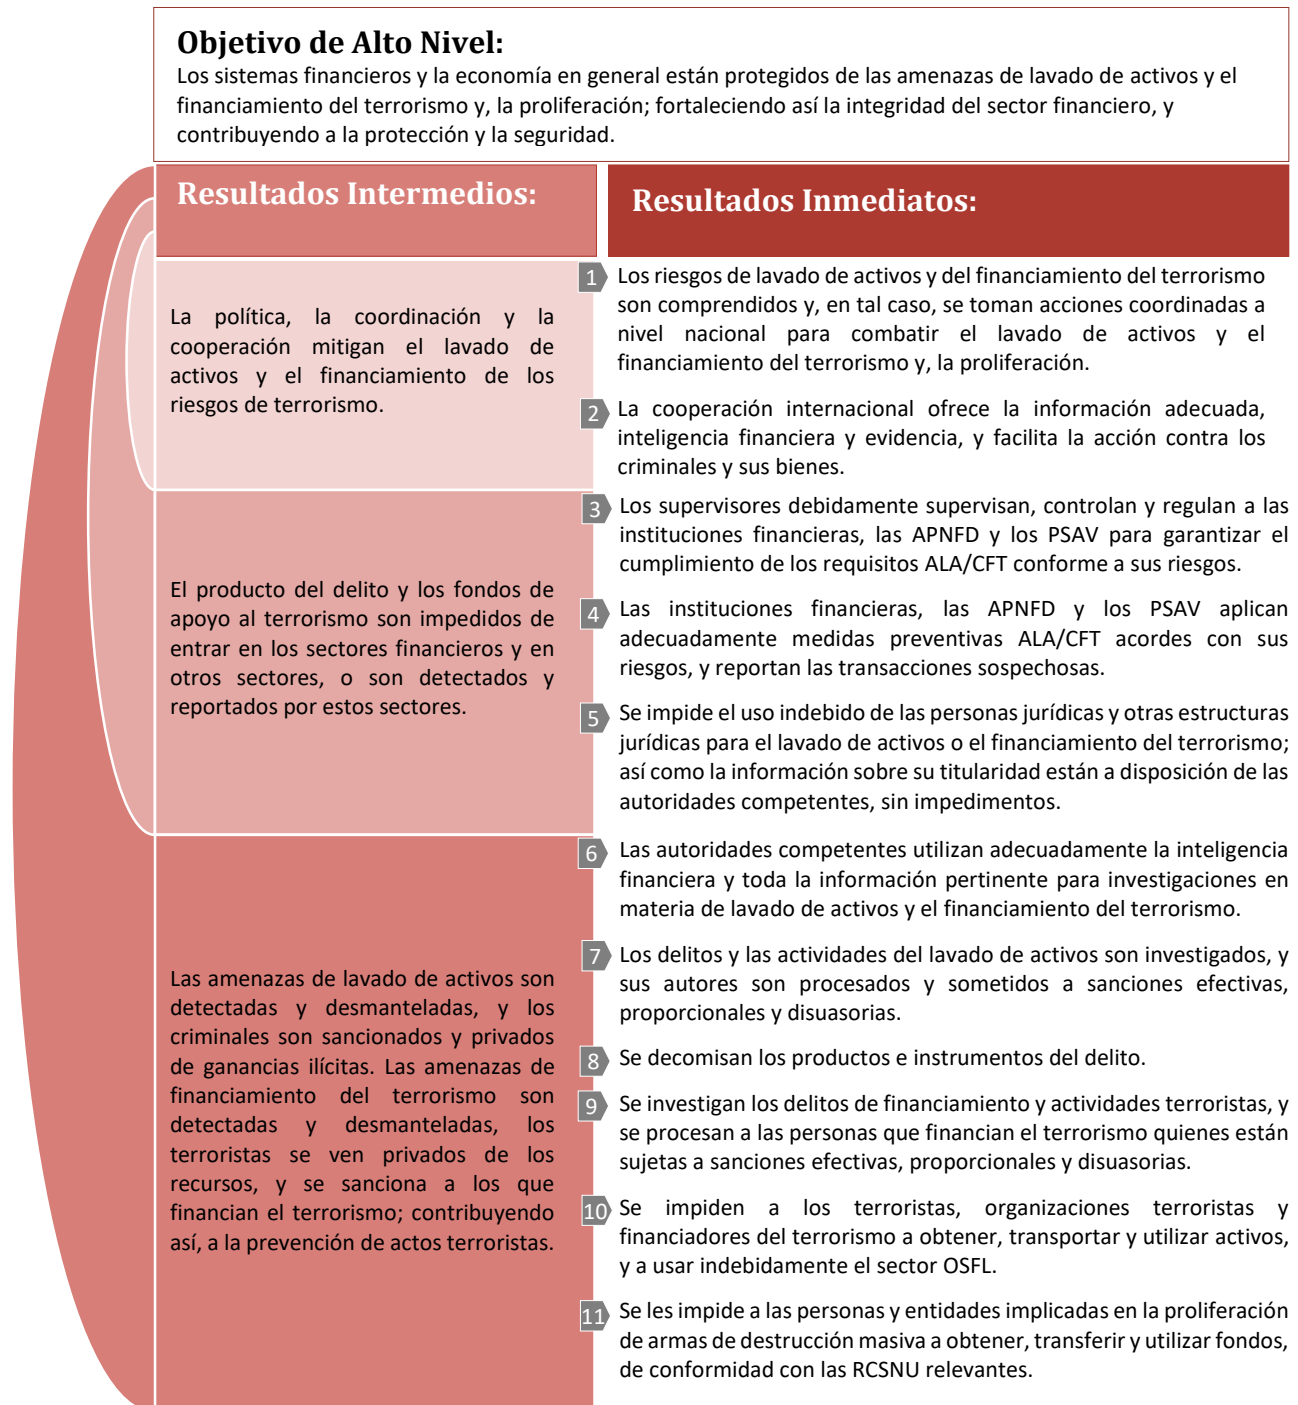 Objetivo de Alto Nivel:
Los sistemas financieros y la economía en general están protegidos de las amenazas de lavado de activos y el
financiamiento del terrorismo y, la proliferación; fortaleciendo así la integridad del sector financiero, y
contribuyendo a la protección y la seguridad.
Resultados Intermedios:
La política, la coordinación y la
cooperación mitigan el lavado de
activos y el financiamiento de los
riesgos de terrorismo.
El producto del delito y los fondos de
apoyo al terrorismo son impedidos de
entrar en los sectores financieros y en
otros sectores, o son detectados y
reportados por estos sectores.
Las amenazas de lavado de activos son
detectadas y desmanteladas, y los
criminales son sancionados y privados
de ganancias ilícitas. Las amenazas de
financiamiento del terrorismo son
detectadas y desmanteladas, los
terroristas se ven privados de los
recursos, y se sanciona a los que
financian el terrorismo; contribuyendo
así, a la prevención de actos terroristas.
Resultados Inmediatos:
1 Los riesgos de lavado de activos y del financiamiento del terrorismo
son comprendidos y, en tal caso, se toman acciones coordinadas a
nivel nacional para combatir el lavado de activos y el
financiamiento del terrorismo y, la proliferación.
2 La cooperación internacional ofrece la información adecuada,
inteligencia financiera y evidencia, y facilita la acción contra los
criminales y sus bienes.
3 Los supervisores debidamente supervisan, controlan y regulan a las
instituciones financieras, las APNFD y los PSAV para garantizar el
cumplimiento de los requisitos ALA/CFT conforme a sus riesgos.
4 Las instituciones financieras, las APNFD y los PSAV aplican
adecuadamente medidas preventivas ALA/CFT acordes con sus
riesgos, y reportan las transacciones sospechosas.
5 Se impide el uso indebido de las personas jurídicas y otras estructuras
jurídicas para el lavado de activos o el financiamiento del terrorismo;
así como la información sobre su titularidad están a disposición de las
autoridades competentes, sin impedimentos.
6 Las autoridades competentes utilizan adecuadamente la inteligencia
financiera y toda la información pertinente para investigaciones en
materia de lavado de activos y el financiamiento del terrorismo.
7 Los delitos y las actividades del lavado de activos son investigados, y
sus autores son procesados y sometidos a sanciones efectivas,
proporcionales y disuasorias.
8 Se decomisan los productos e instrumentos del delito.
9 Se investigan los delitos de financiamiento y actividades terroristas, y
se procesan a las personas que financian el terrorismo quienes están
sujetas a sanciones efectivas, proporcionales y disuasorias.
10 Se impiden a los terroristas, organizaciones terroristas y
financiadores del terrorismo a obtener, transportar y utilizar activos,
y a usar indebidamente el sector OSFL.
11 Se les impide a las personas y entidades implicadas en la proliferación
de armas de destrucción masiva a obtener, transferir y utilizar fondos,
de conformidad con las RCSNU relevantes.